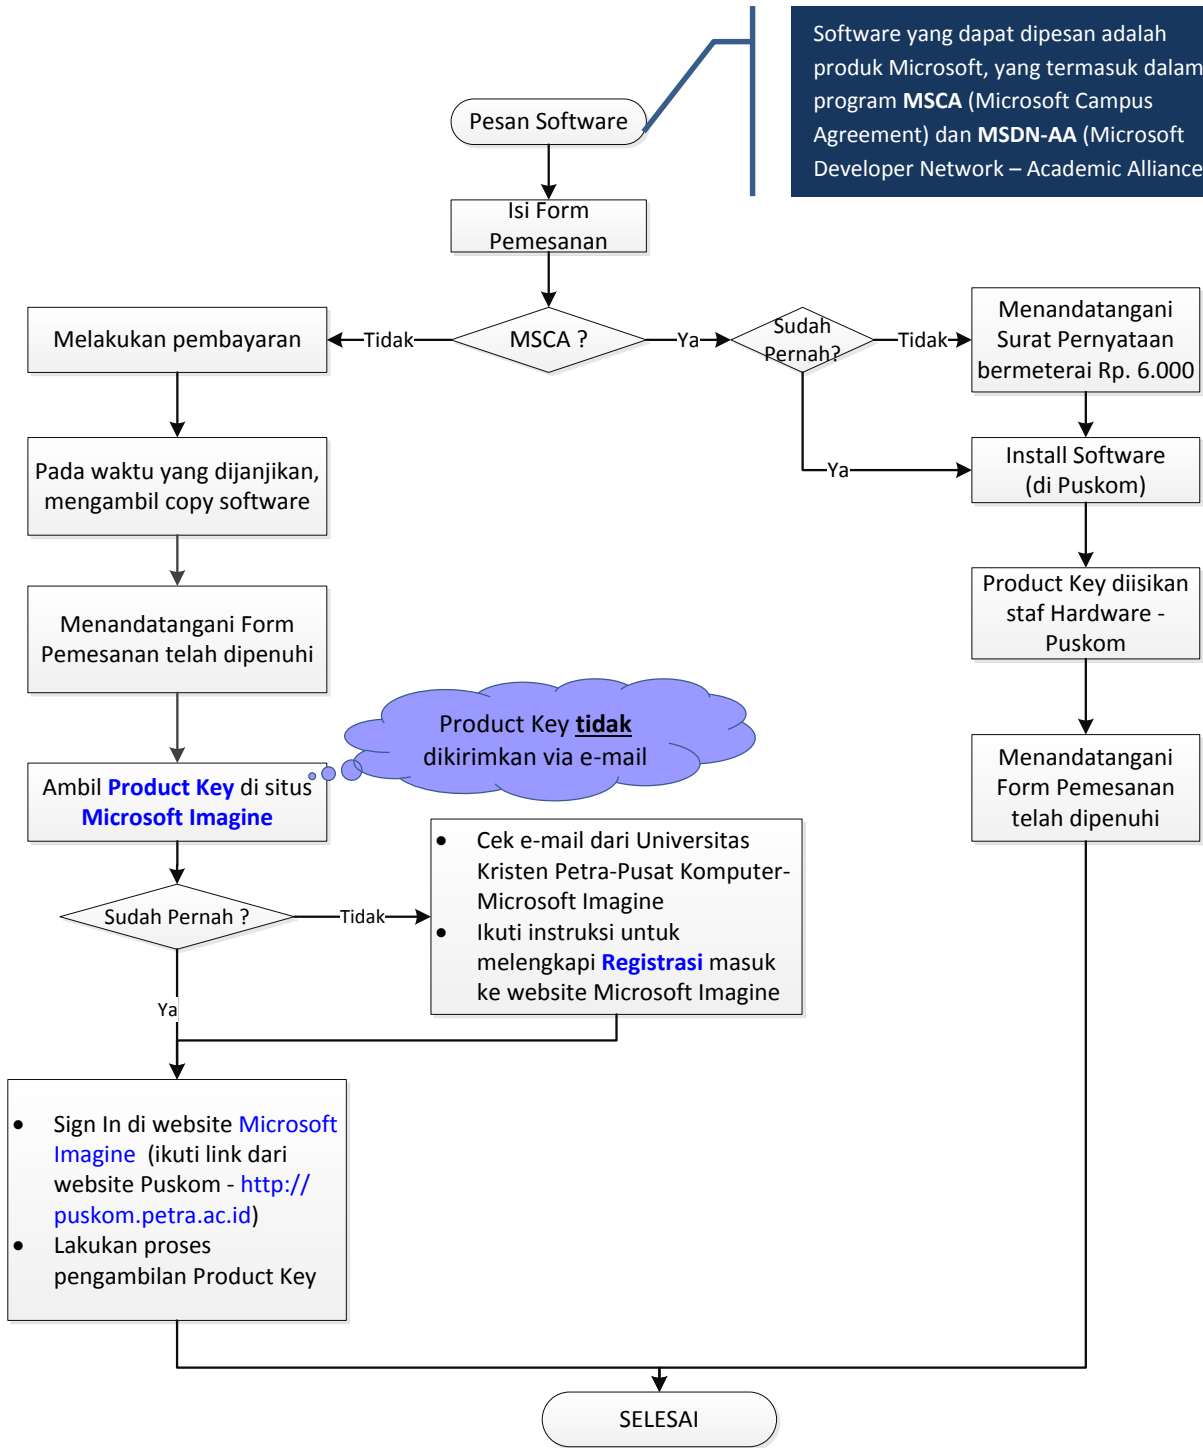 Software yang dapat dipesan adalah
produk Microsoft, yang termasuk dalam
program MSCA (Microsoft Campus
Agreement) dan MSDN-AA (Microsoft
Developer Network – Academic Alliance
Pesan Software
Isi Form
Pemesanan
MSCA ?
Tidak
Ya
Sudah
Pernah?
Tidak
Ya
Menandatangani
Surat Pernyataan
bermeterai Rp. 6.000
Install Software
(di Puskom)
Product Key diisikan
staf Hardware -
Puskom
Menandatangani
Form Pemesanan
telah dipenuhi
Melakukan pembayaran
Pada waktu yang dijanjikan,
mengambil copy software
Menandatangani Form
Pemesanan telah dipenuhi
Product Key tidak
dikirimkan via e-mail
Ambil Product Key di situs
Microsoft Imagine
Sudah Pernah ?
Tidak
Ya
• Cek e-mail dari Universitas
Kristen Petra-Pusat Komputer-
Microsoft Imagine
• Ikuti instruksi untuk
melengkapi Registrasi masuk
ke website Microsoft Imagine
• Sign In di website Microsoft
Imagine (ikuti link dari
website Puskom - http://
puskom.petra.ac.id)
• Lakukan proses
pengambilan Product Key
SELESAI